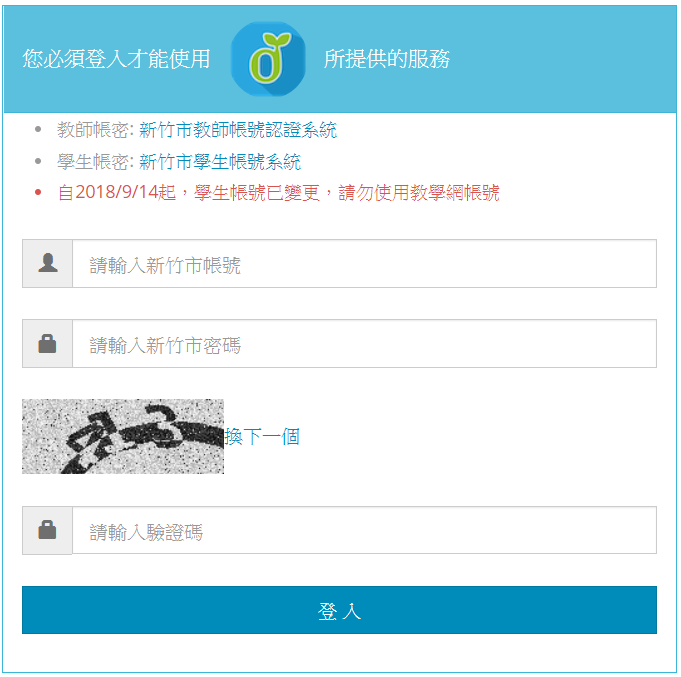 您必須登入才能使用 所提供的服務
教師帳密: 新竹市教師帳號認證系統
學生帳密: 新竹市學生帳號系統
自2018/9/14起，學生帳號已變更，請勿使用教學網帳號
請輸入新竹市帳號
請輸入新竹市密碼
換下一個
請輸入驗證碼
登 入